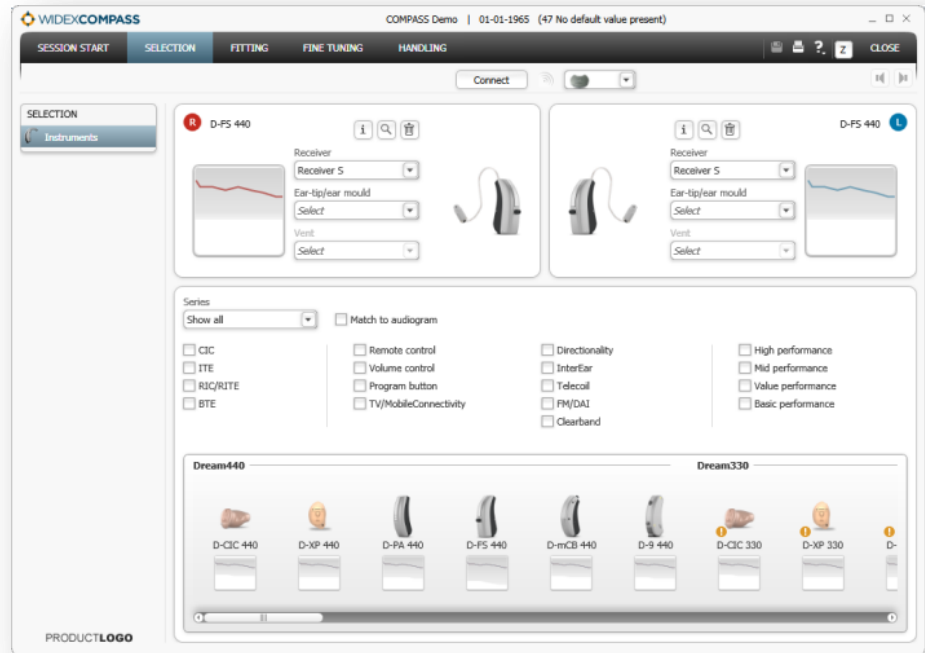 WIDEXCOMPASS
COMPASS Demo | 01-01-1965 (47 No default value present)
SESSION START SELECTION FITTING FINE TUNING HANDLING ? Z CLOSE
Connect
SELECTION
Instruments
R D-FS 440 i
Receiver
Receiver S
Ear-tip/ear mould
Select
Vent
Select
i D-FS 440 L
Receiver
Receiver S
Ear-tip/ear mould
Select
Vent
Select
Series
Show all Match to audiogram
CIC Remote control Directionality High performance
ITE Volume control InterEar Mid performance
RIC/RITE Program button Telecoil Value performance
BTE TV/MobileConnectivity FM/DAI Basic performance
Clearband
Dream440 Dream330
D-CIC 440 D-XP 440 D-PA 440 D-FS 440 D-mCB 440 D-9 440 D-CIC 330 D-XP 330 D-
PRODUCTLOGO